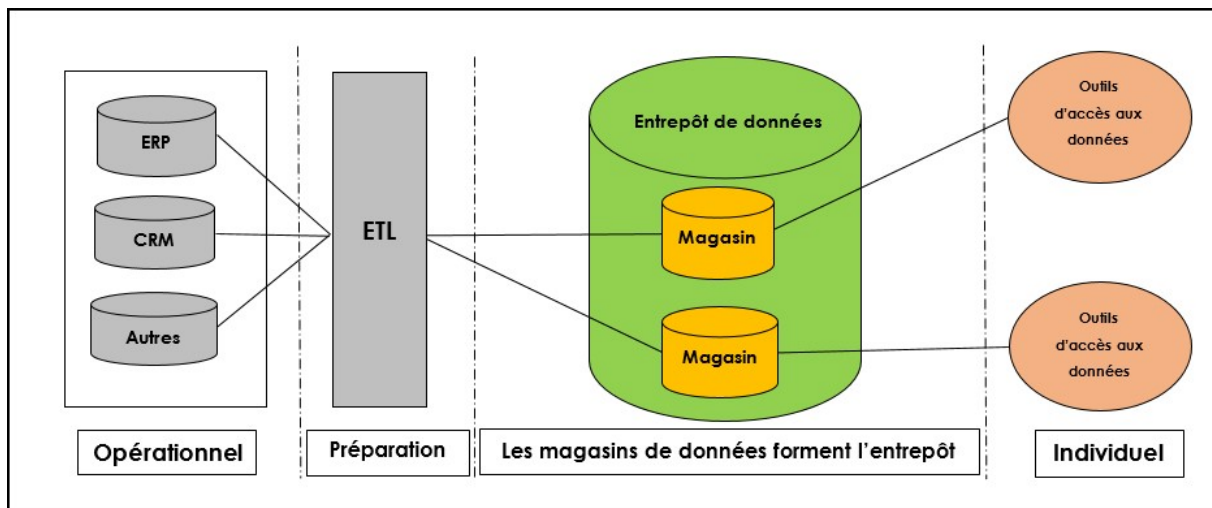 ERP
CRM
Autres
ETL
Entrepôt de données
Magasin
Magasin
Outils
d'accès aux
données
Outils
d'accès aux
données
Opérationnel
Préparation
Les magasins de données forment l'entrepôt
Individuel